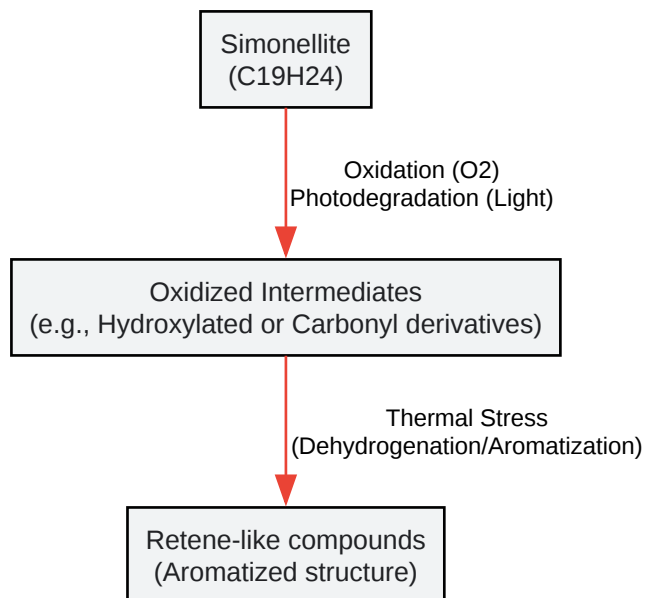 Simonellite
(C19H24)
Oxidation (O2)
Photodegradation (Light)
Oxidized Intermediates
(e.g., Hydroxylated or Carbonyl derivatives)
Thermal Stress
(Dehydrogenation/Aromatization)
Retene-like compounds
(Aromatized structure)